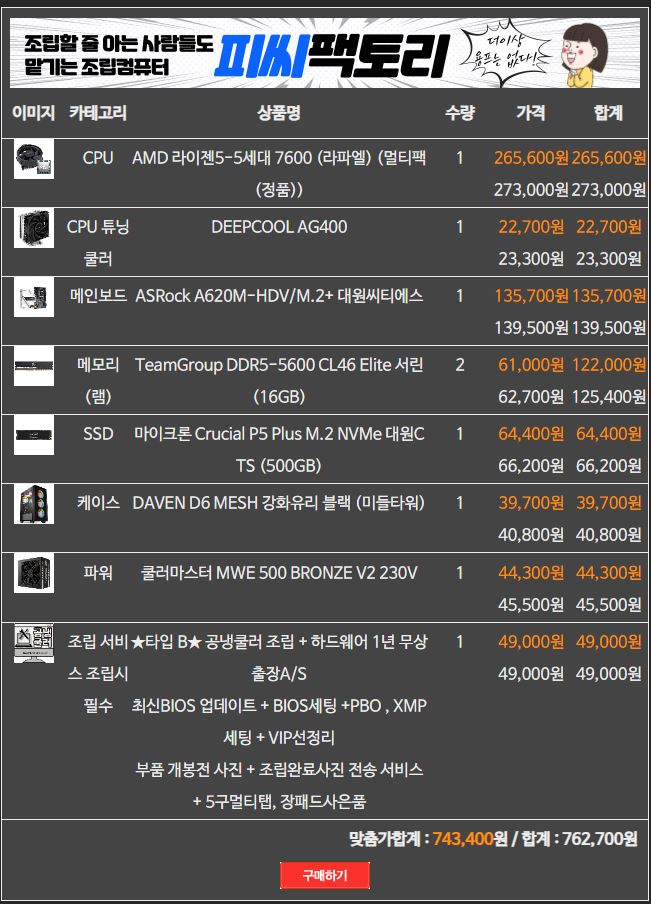 조립할 줄 아는 사람들도
맡기는 조립컴퓨터
피씨팩토리
더이상
용프는 없다!
이미지 카테고리 상품명 수량 가격 합계
CPU AMD 라이젠5-5세대 7600 (라파엘) (멀티팩 1 265,600원 265,600원
(정품)) 273,000원 273,000원
CPU 튜닝 DEEPCOOL AG400 1 22,700원 22,700원
쿨러 23,300원 23,300원
메인보드 ASRock A620M-HDV/M.2+ 대원씨티에스 1 135,700원 135,700원
139,500원 139,500원
메모리 TeamGroup DDR5-5600 CL46 Elite 서린 2 61,000원 122,000원
(램) (16GB) 62,700원 125,400원
SSD 마이크론 Crucial P5 Plus M.2 NVMe 대원C 1 64,400원 64,400원
TS (500GB) 66,200원 66,200원
케이스 DAVEN D6 MESH 강화유리 블랙 (미들타워) 1 39,700원 39,700원
40,800원 40,800원
파워 쿨러마스터 MWE 500 BRONZE V2 230V 1 44,300원 44,300원
45,500원 45,500원
조립 서비 ★타입 B★ 공냉쿨러 조립 + 하드웨어 1년 무상 1 49,000원 49,000원
스 조립시 출장A/S 49,000원 49,000원
필수 최신BIOS 업데이트 + BIOS세팅 +PBO , XMP
세팅 + VIP선정리
부품 개봉전 사진 + 조립완료사진 전송 서비스
+ 5구멀티탭, 장패드사은품
맞춤가합계 : 743,400원 / 합계 : 762,700원
구매하기